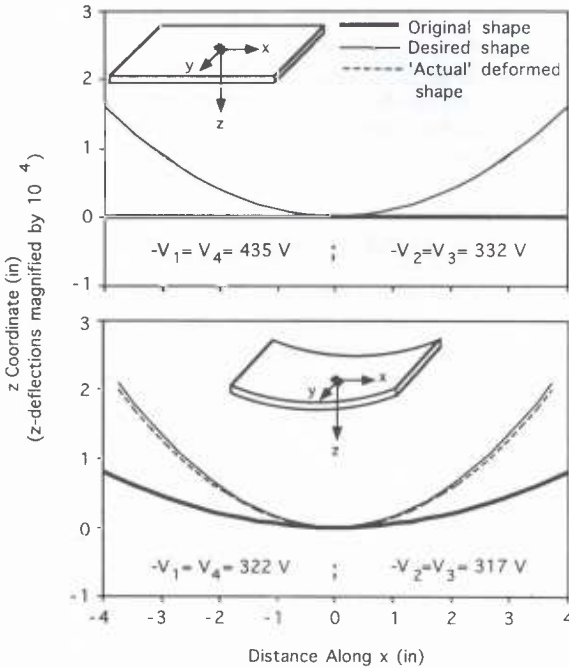 Original shape
Desired shape
'Actual' deformed
shape
x
y
z
3
2
1
0
-1
-V1= V4= 435 V
-V2=V3= 332 V
z Coordinate (in)
(z-deflections magnified by 10 4)
3
2
1
0
-1
x
y
z
-V1= V4= 322 V
-V2=V3= 317 V
-4 -3 -2 -1 0 1 2 3 4
Distance Along x (in)